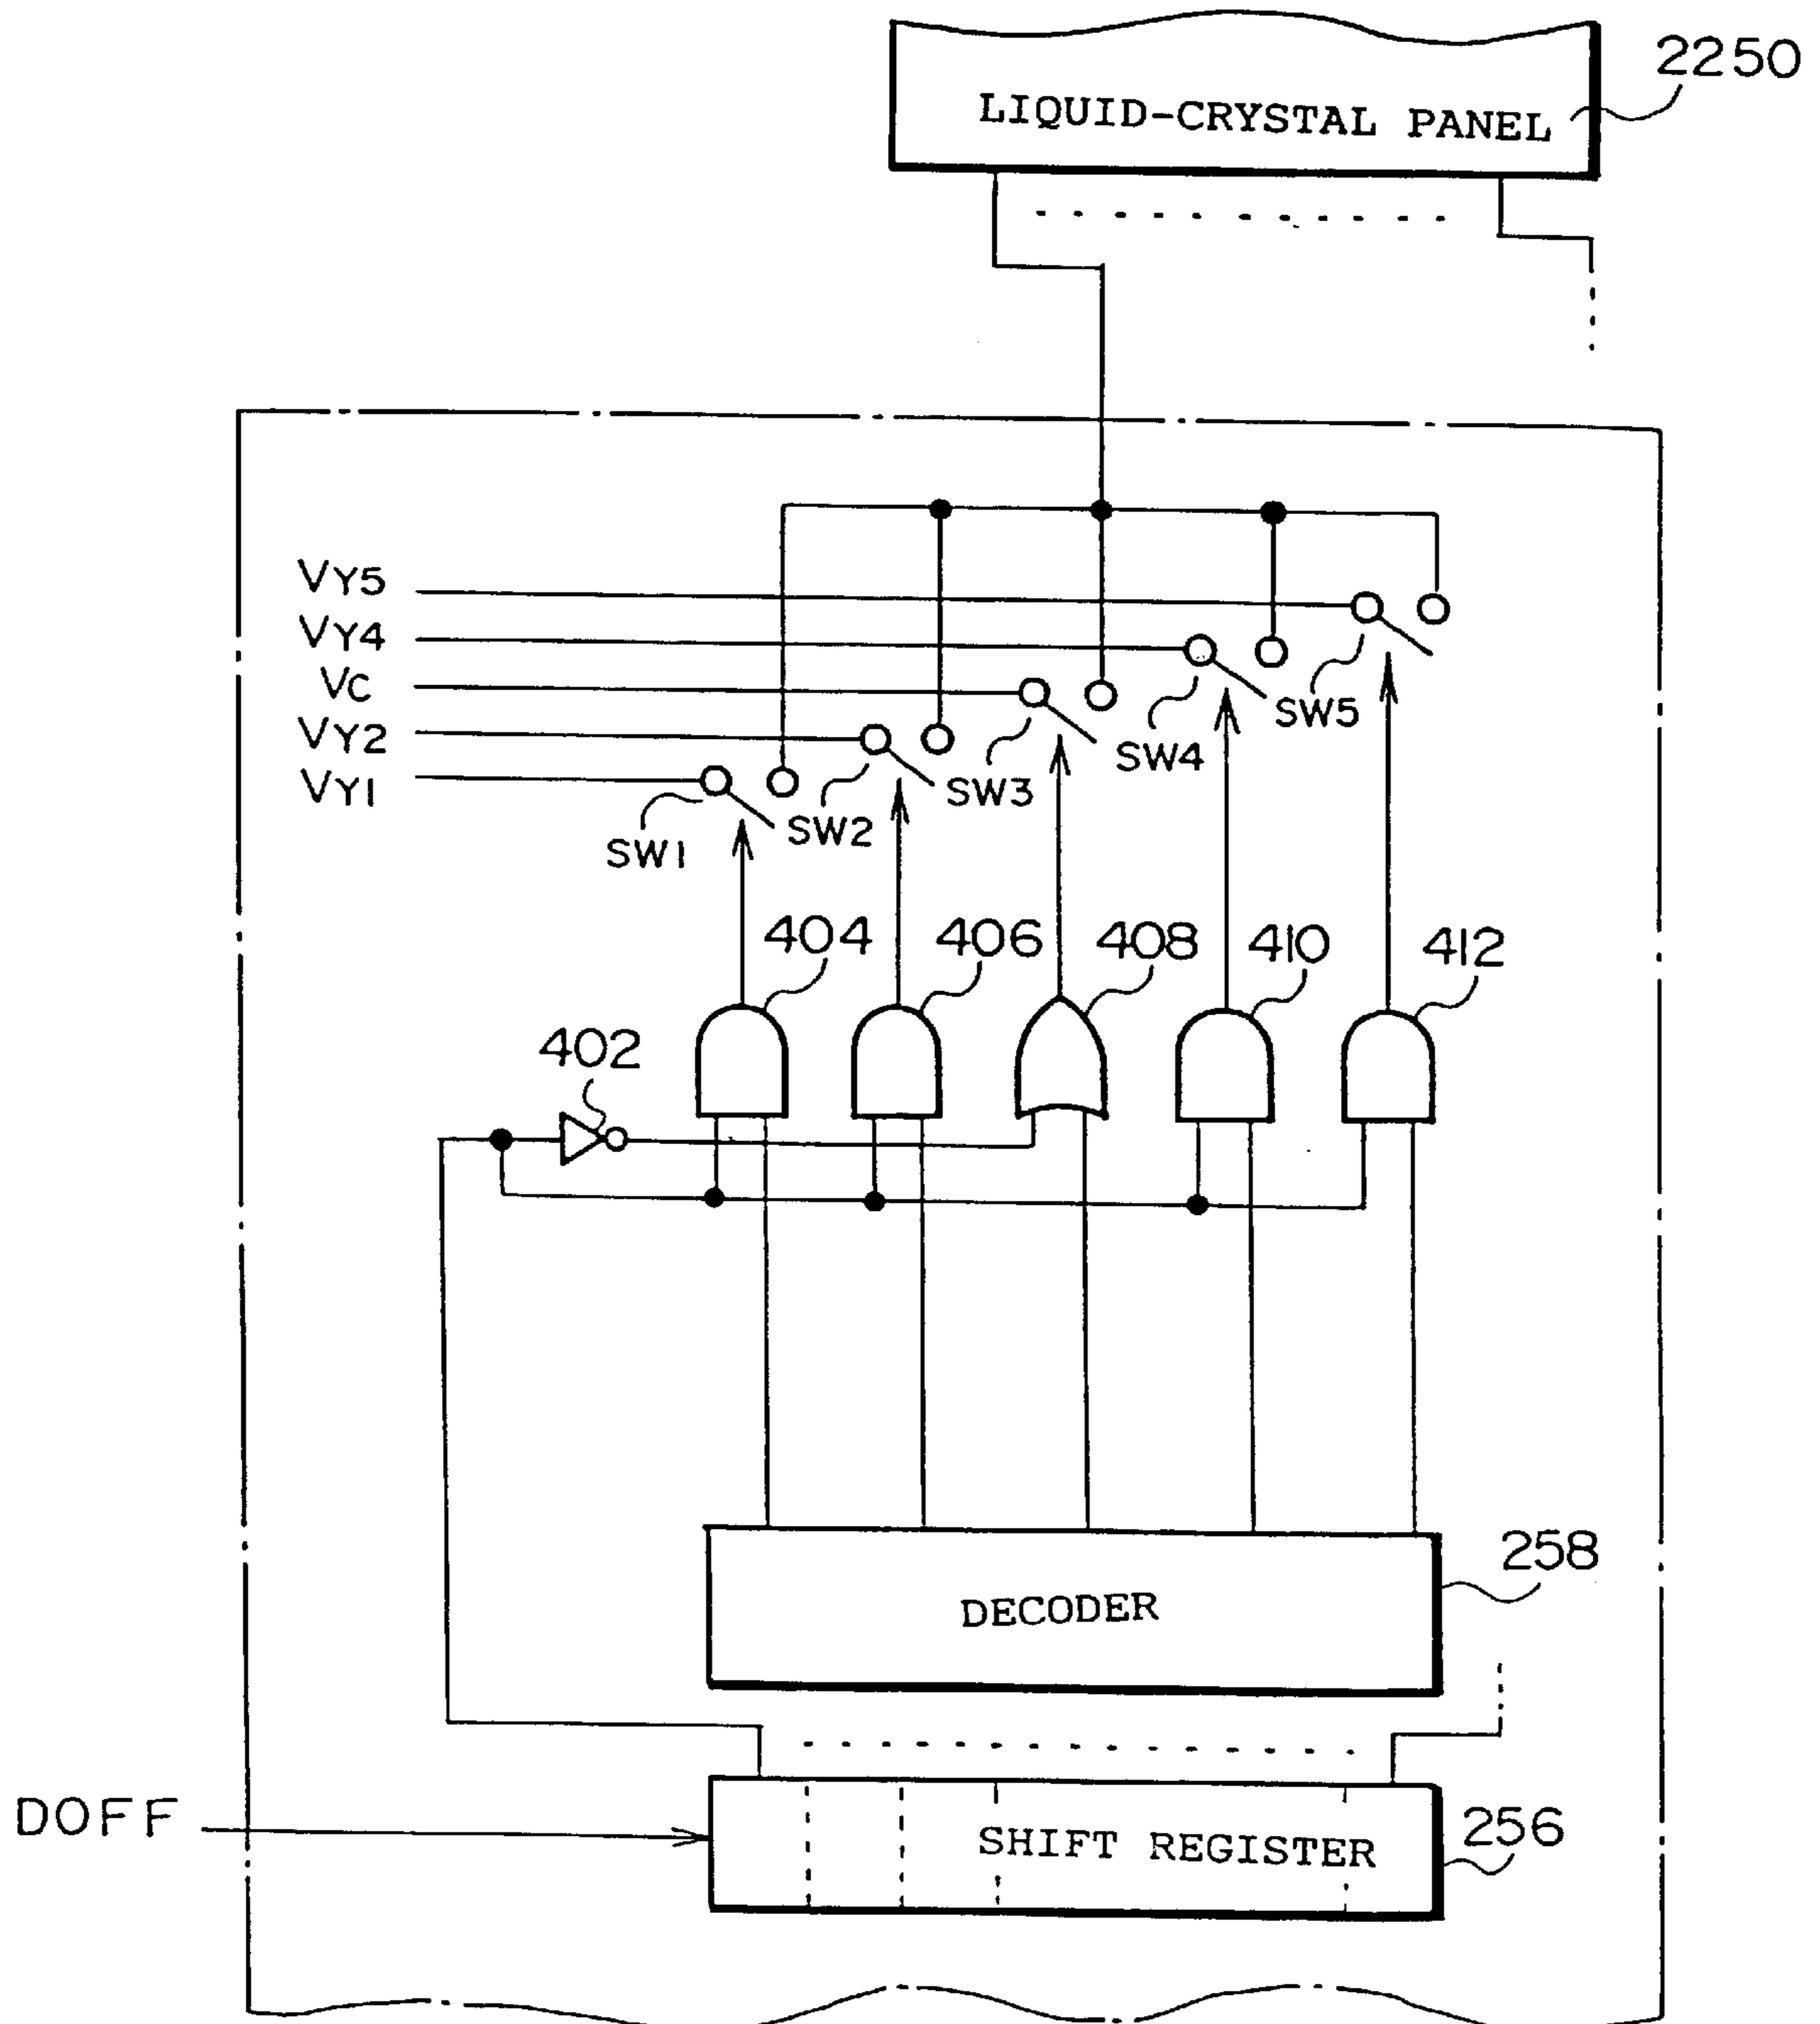 2250
LIQUID-CRYSTAL PANEL
VY5
VY4
VC
VY2
VY1
SW1
SW2
SW3
SW4
SW5
404
406
408
410
412
402
258
DECODER
DOFF
SHIFT REGISTER
256